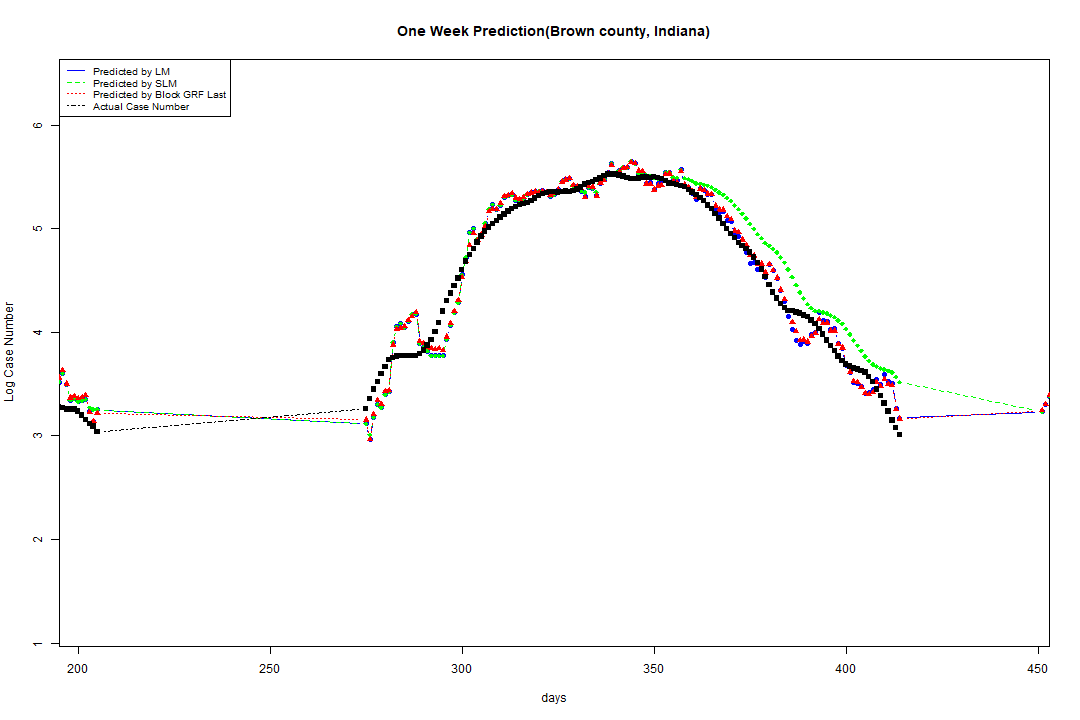 One Week Prediction(Brown county, Indiana)
Predicted by LM
Predicted by SLM
Predicted by Block GRF Last
Actual Case Number
Log Case Number
6
5
4
3
2
1
200 250 300 350 400 450
days